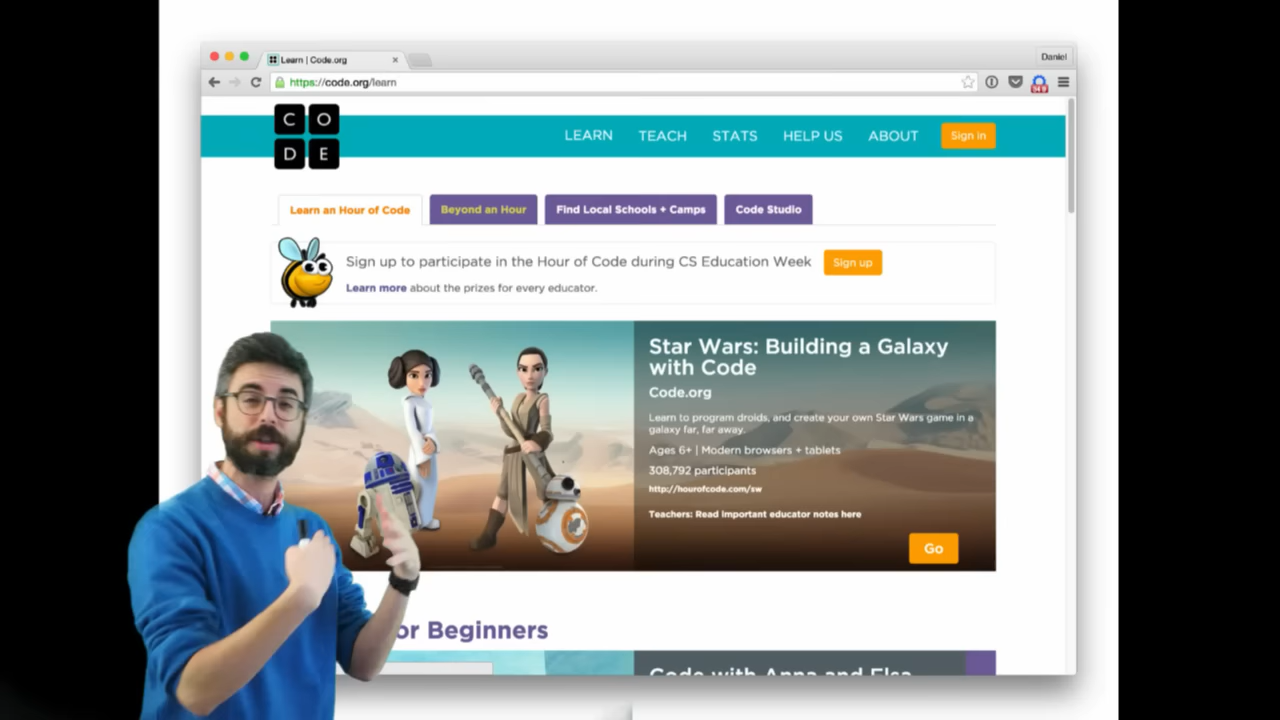 Learn | Code.org
Daniel
https://code.org/learn
C O
D E
LEARN TEACH STATS HELP US ABOUT Sign in
Learn an Hour of Code Beyond an Hour Find Local Schools + Camps Code Studio
Sign up to participate in the Hour of Code during CS Education Week Sign up
Learn more about the prizes for every educator.
Star Wars: Building a Galaxy
with Code
Code.org
Learn to program droids, and create your own Star Wars game in a
galaxy far, far away.
Ages 6+ | Modern browsers + tablets
308,792 participants
http://hourofcode.com/sw
Teachers: Read important educator notes here
Go
or Beginners
Code with Anna and Elsa